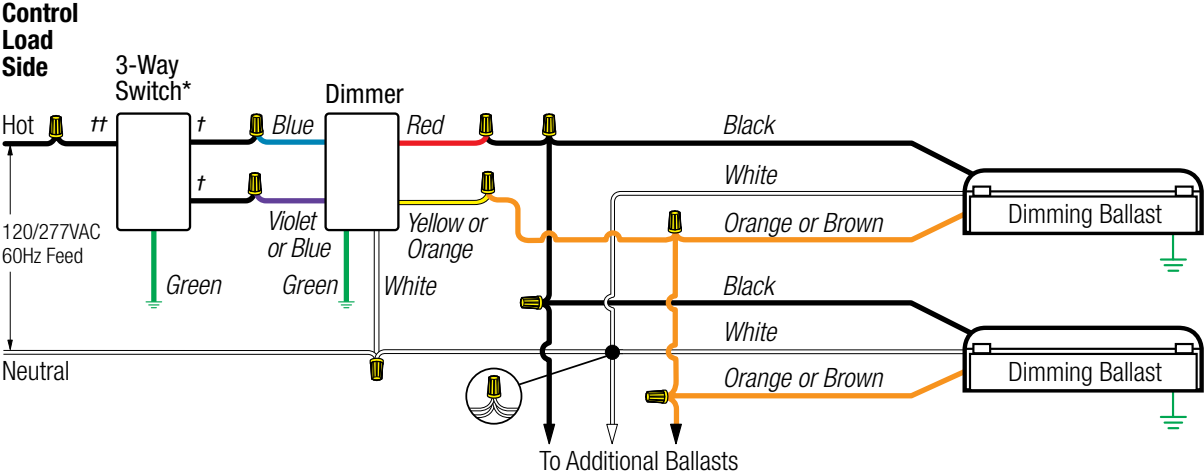 Control
Load
Side
3-Way
Switch*
Dimmer
Hot
††
†
Blue
Red
Black
White
†
Violet
or Blue
Yellow or
Orange
Orange or Brown
Dimming Ballast
120/277VAC
60Hz Feed
Green
Green
White
Black
White
Neutral
Orange or Brown
Dimming Ballast
To Additional Ballasts